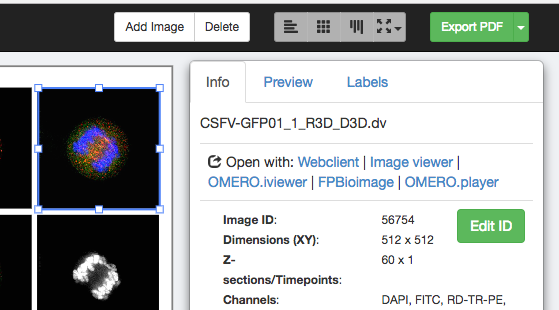 Add Image Delete Export PDF
Info Preview Labels
CSFV-GFP01_1_R3D_D3D.dv
Open with: Webclient | Image viewer |
OMERO.iviewer | FPBioimage | OMERO.player
Image ID: 56754 Edit ID
Dimensions (XY): 512 x 512
Z- 60 x 1
sections/Timepoints:
Channels: DAPI, FITC, RD-TR-PE,